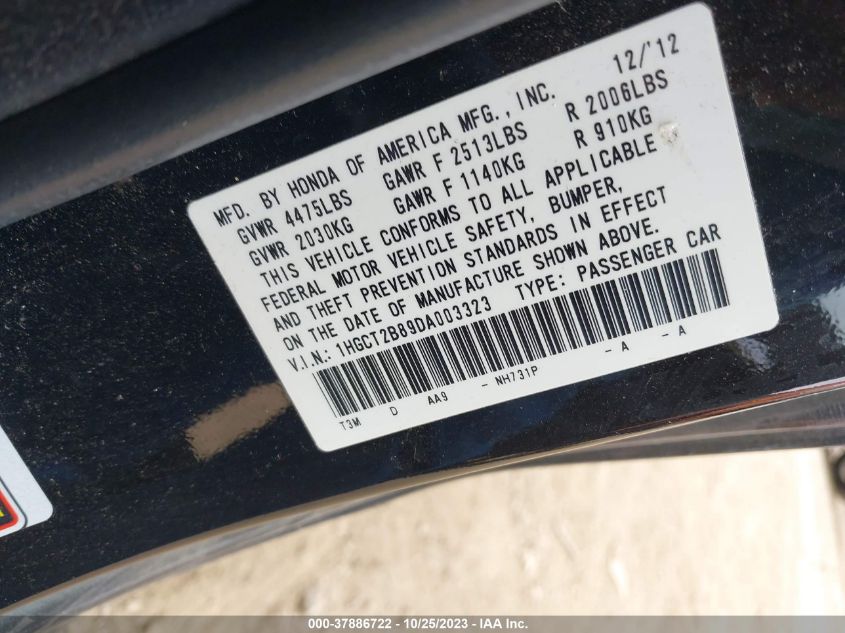 MFD. BY HONDA OF AMERICA MFG., INC. 12/'12
GVWR 4475LBS GAWR F 2513LBS R 2006LBS
GVWR 2030KG GAWR F 1140KG R 910KG
THIS VEHICLE CONFORMS TO ALL APPLICABLE
FEDERAL MOTOR VEHICLE SAFETY, BUMPER,
AND THEFT PREVENTION STANDARDS IN EFFECT
ON THE DATE OF MANUFACTURE SHOWN ABOVE.
V.I.N.: 1HGCT2B89DA003323 TYPE: PASSENGER CAR
T3M D AA9 - NH731P - A - A
000-37886722 - 10/25/2023 - IAA Inc.